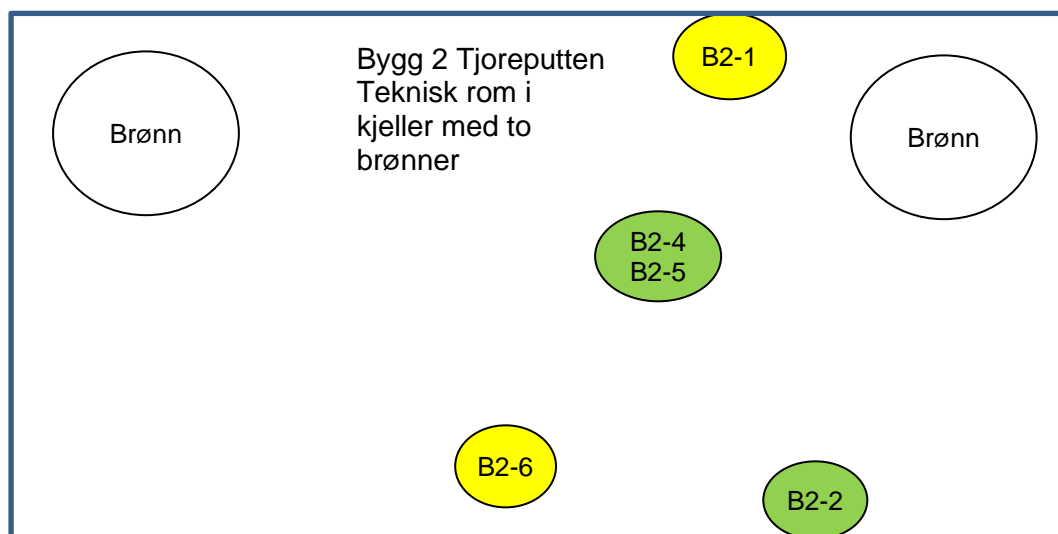 Bygg 2 Tjoreputten
Teknisk rom i
kjeller med to
brønner
B2-1
Brønn
Brønn
B2-4
B2-5
B2-6
B2-2